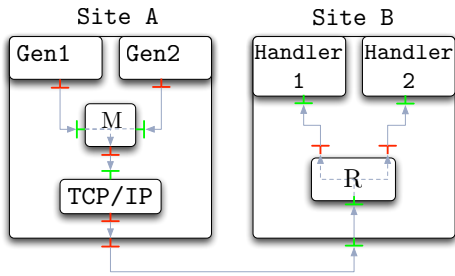 Site A
Site B
Gen1
Gen2
Handler
1
Handler
2
M
TCP/IP
R